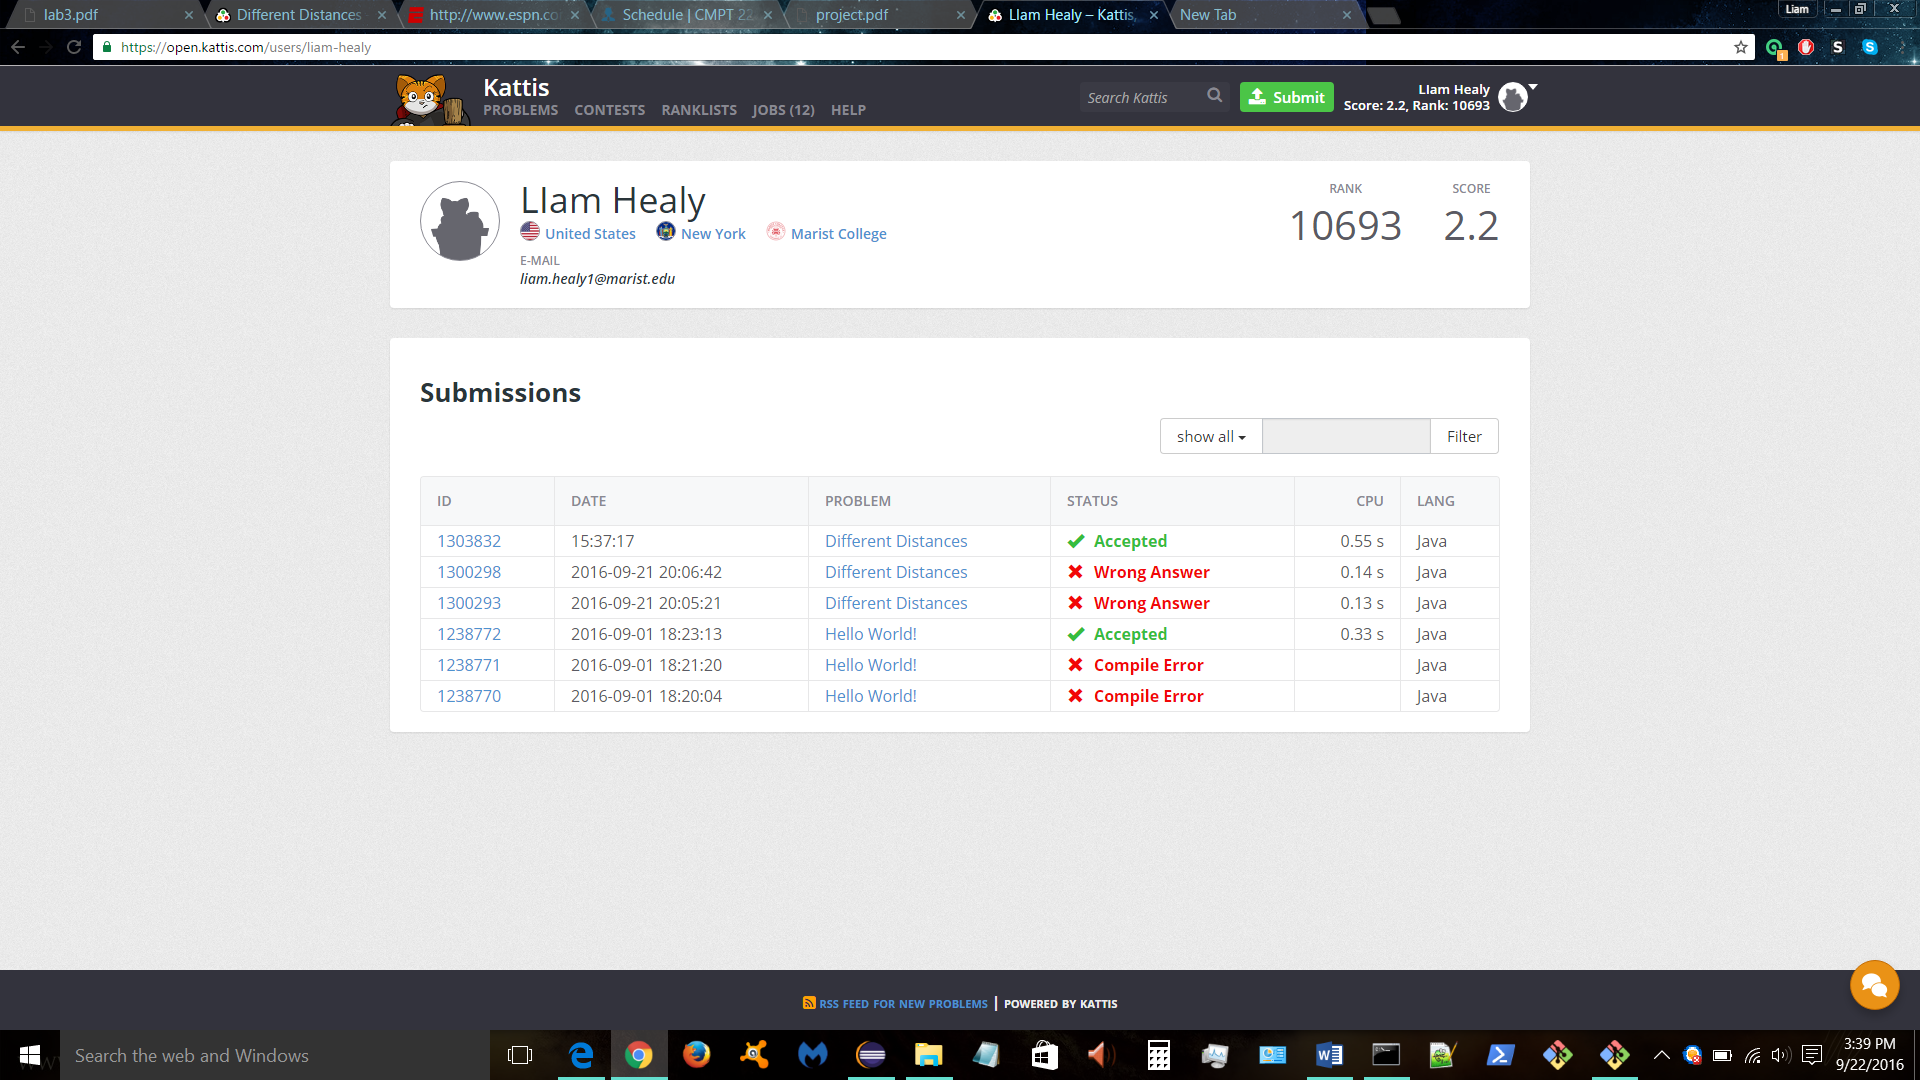 lab3.pdf
Different Distances
http://www.espn.co
Schedule | CMPT 22
project.pdf
LIam Healy – Kattis,
New Tab
Liam
https://open.kattis.com/users/liam-healy
Kattis
PROBLEMS CONTESTS RANKLISTS JOBS (12) HELP
Search Kattis
Submit
LIam Healy
Score: 2.2, Rank: 10693
LIam Healy
United States New York Marist College
E-MAIL
liam.healy1@marist.edu
RANK
10693
SCORE
2.2
Submissions
show all
Filter
ID DATE PROBLEM STATUS CPU LANG
1303832 15:37:17 Different Distances Accepted 0.55 s Java
1300298 2016-09-21 20:06:42 Different Distances Wrong Answer 0.14 s Java
1300293 2016-09-21 20:05:21 Different Distances Wrong Answer 0.13 s Java
1238772 2016-09-01 18:23:13 Hello World! Accepted 0.33 s Java
1238771 2016-09-01 18:21:20 Hello World! Compile Error Java
1238770 2016-09-01 18:20:04 Hello World! Compile Error Java
RSS FEED FOR NEW PROBLEMS | POWERED BY KATTIS
Search the web and Windows
3:39 PM
9/22/2016